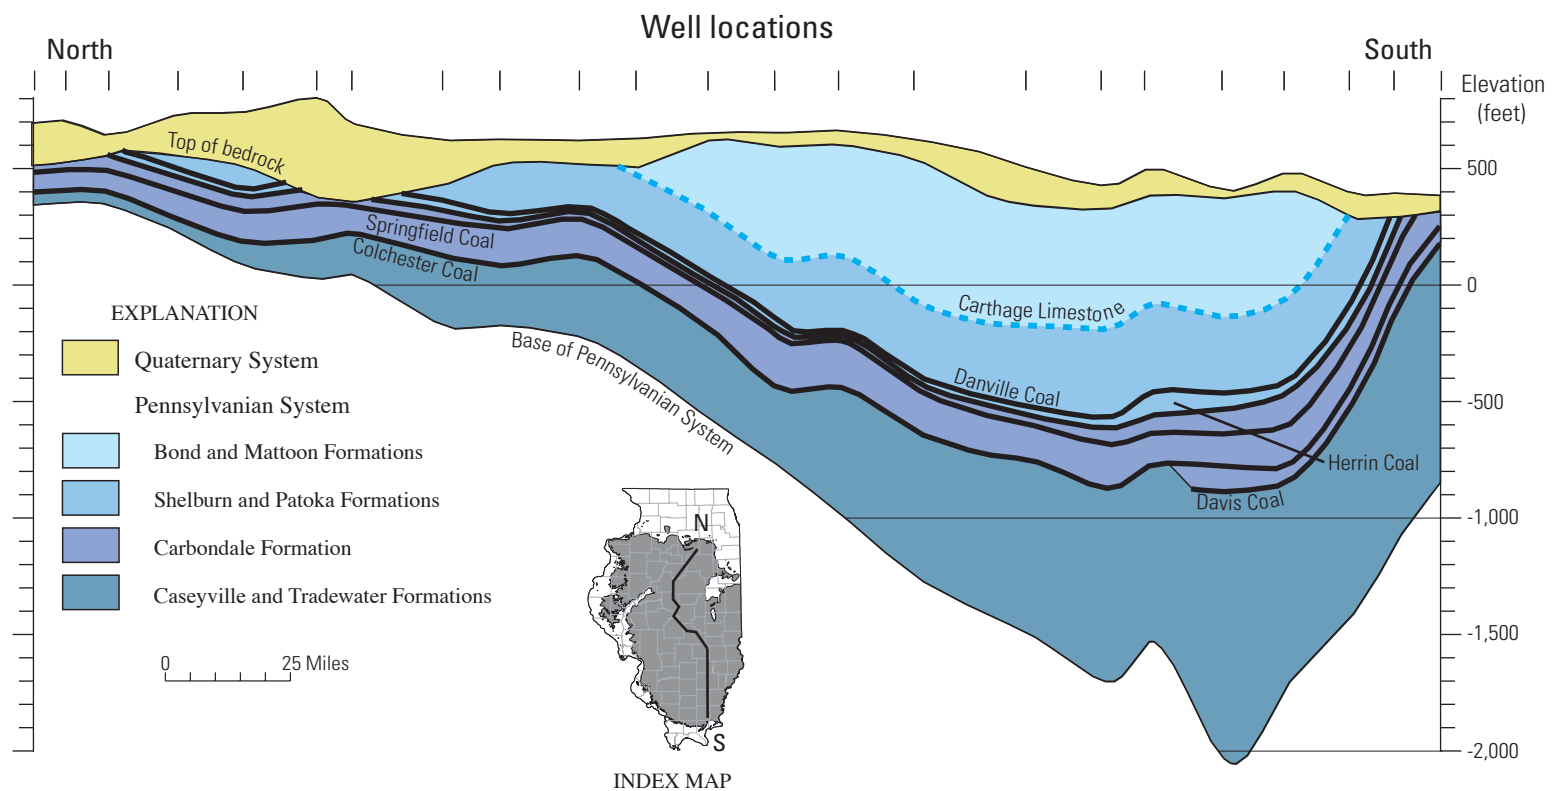 Well locations
North
South
Elevation
(feet)
Top of bedrock
500
Springfield Coal
Colchester Coal
0
Carthage Limestone
EXPLANATION
Quaternary System
Base of Pennsylvanian System
Danville Coal
-500
Pennsylvanian System
Bond and Mattoon Formations
Herrin Coal
Shelburn and Patoka Formations
Davis Coal
-1,000
N
Carbondale Formation
Caseyville and Tradewater Formations
-1,500
0 25 Miles
S
-2,000
INDEX MAP